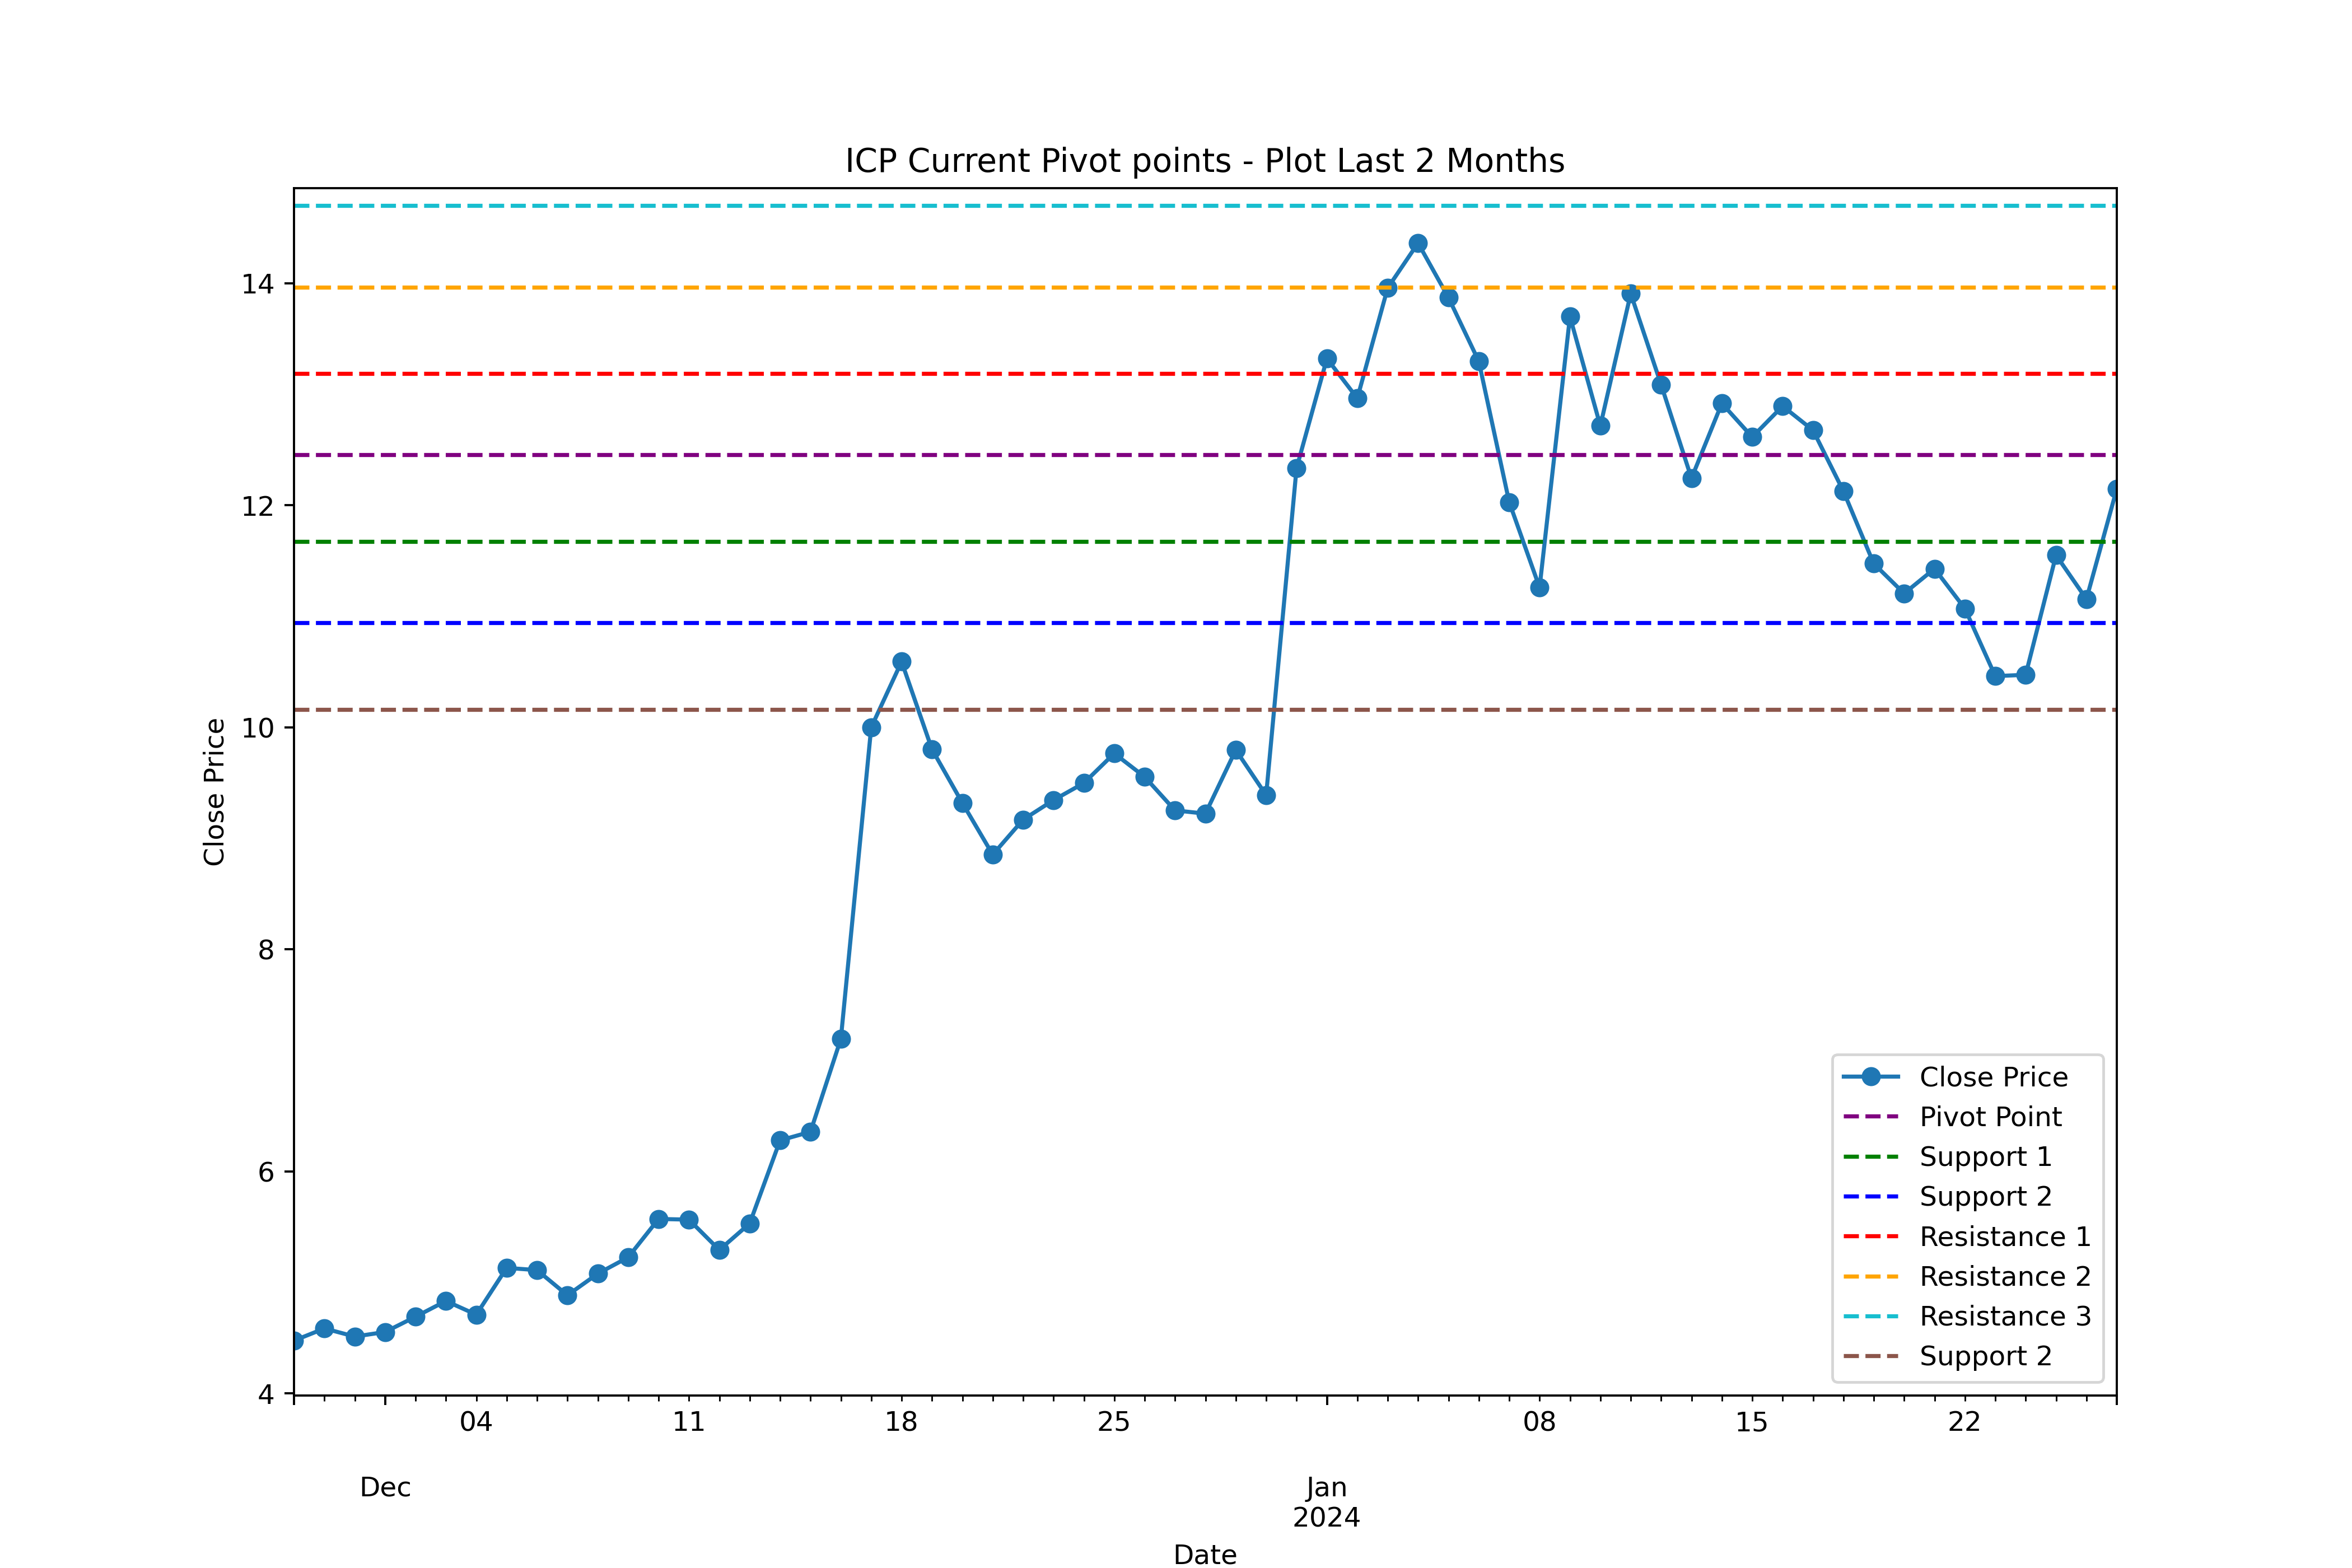 ICP Current Pivot points - Plot Last 2 Months
14
12
10
8
6
4
Close Price
Close Price
Pivot Point
Support 1
Support 2
Resistance 1
Resistance 2
Resistance 3
Support 2
04 11 18 25 08 15 22
Dec Jan
2024
Date